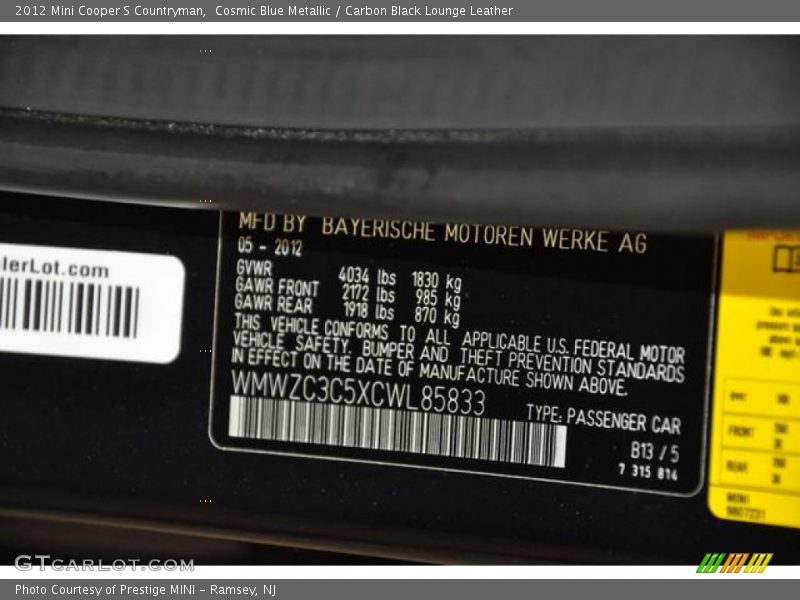 2012 Mini Cooper S Countryman,  Cosmic Blue Metallic / Carbon Black Lounge Leather
lerLot.com
MFD BY BAYERISCHE MOTOREN WERKE AG
05 - 2012
GVWR 4034 lbs 1830 kg
GAWR FRONT 2172 lbs 985 kg
GAWR REAR 1918 lbs 870 kg
THIS VEHICLE CONFORMS TO ALL APPLICABLE U.S. FEDERAL MOTOR
VEHICLE SAFETY, BUMPER AND THEFT PREVENTION STANDARDS
IN EFFECT ON THE DATE OF MANUFACTURE SHOWN ABOVE.
WMWZC3C5XCWL85833
TYPE: PASSENGER CAR
B13 / 5
7 315 814
FRONT
REAR
MINI
GTCarLot.com
Photo Courtesy of Prestige MINI - Ramsey, NJ